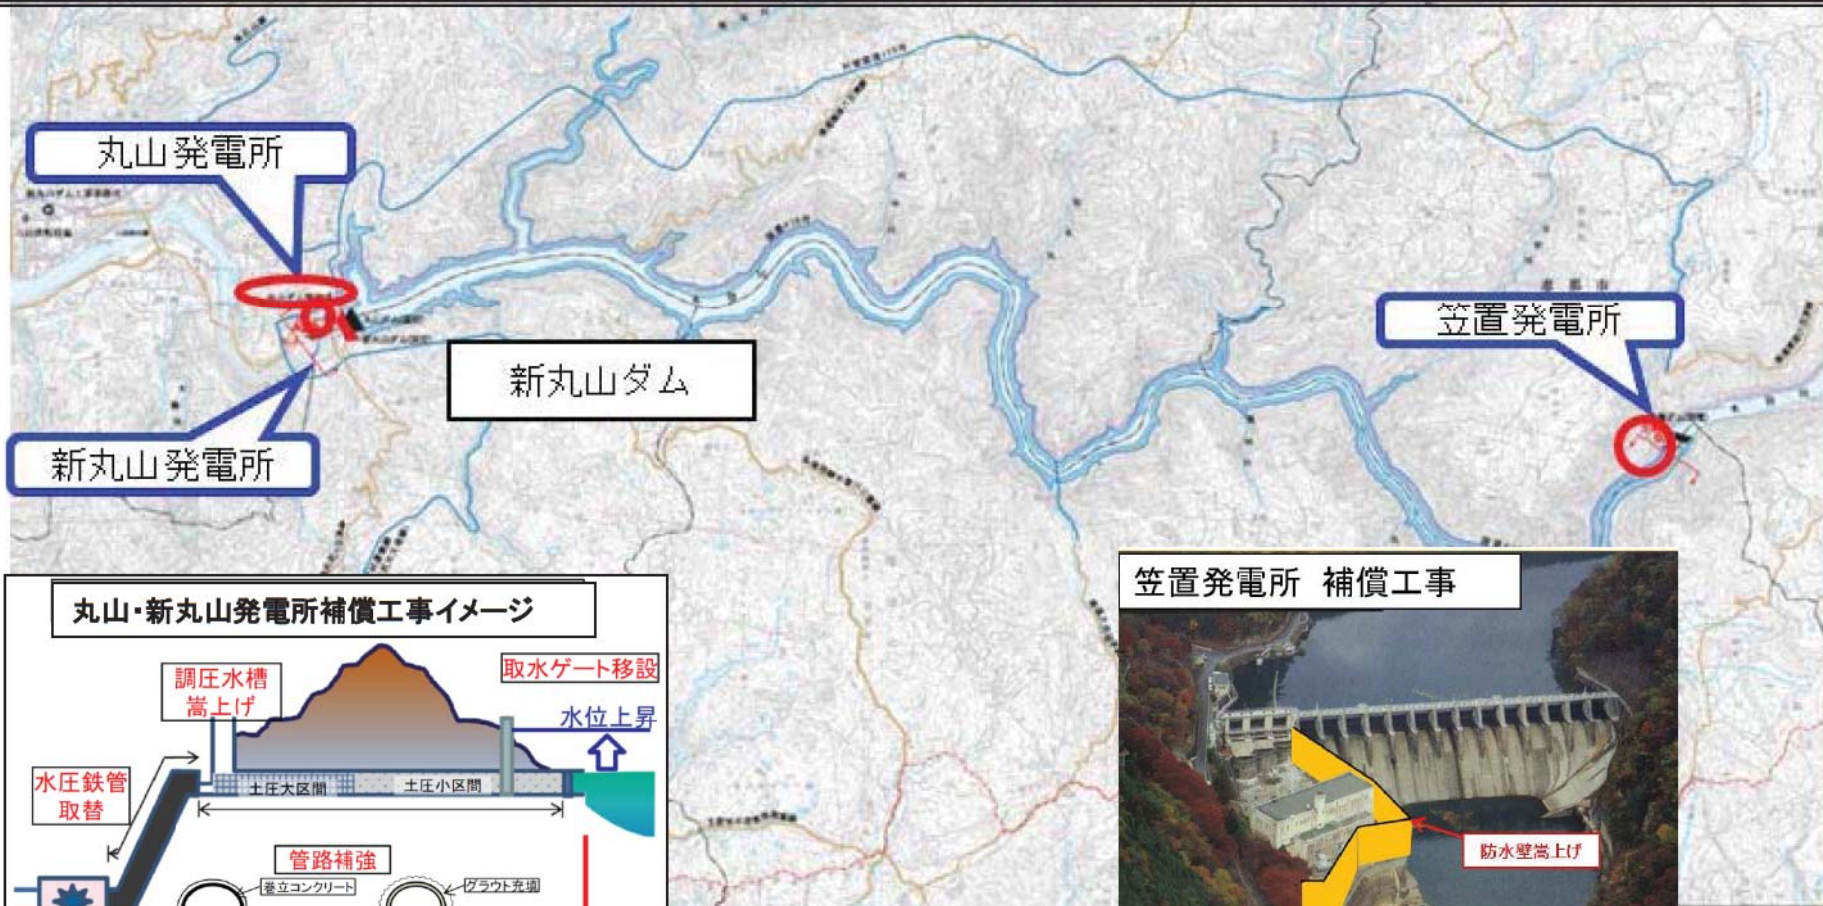 丸山発電所
笠置発電所
新丸山ダム
新丸山発電所
恵那市
丸山・新丸山発電所補償工事イメージ
調圧水槽
嵩上げ
取水ゲート移設
水位上昇
水圧鉄管
取替
土圧大区間
土圧小区間
管路補強
巻立コンクリート
グラウト充填
笠置発電所 補償工事
防水壁嵩上げ